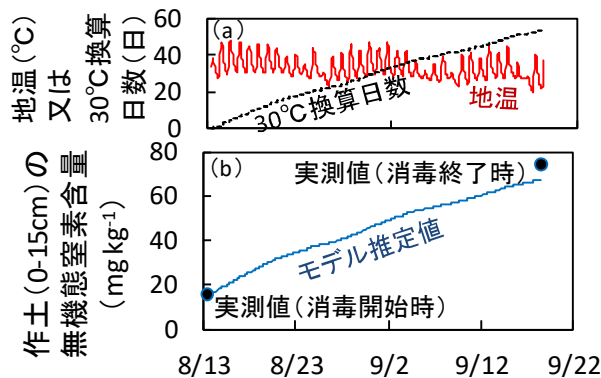 地温(℃)
又は
30℃換算
日数(日)
60
40
20
0
(a)
30℃換算日数
地温
作土(0-15cm)の
無機態窒素含量
(mg kg⁻¹)
80
60
40
20
0
(b)
実測値(消毒終了時)
モデル推定値
実測値(消毒開始時)
8/13 8/23 9/2 9/12 9/22